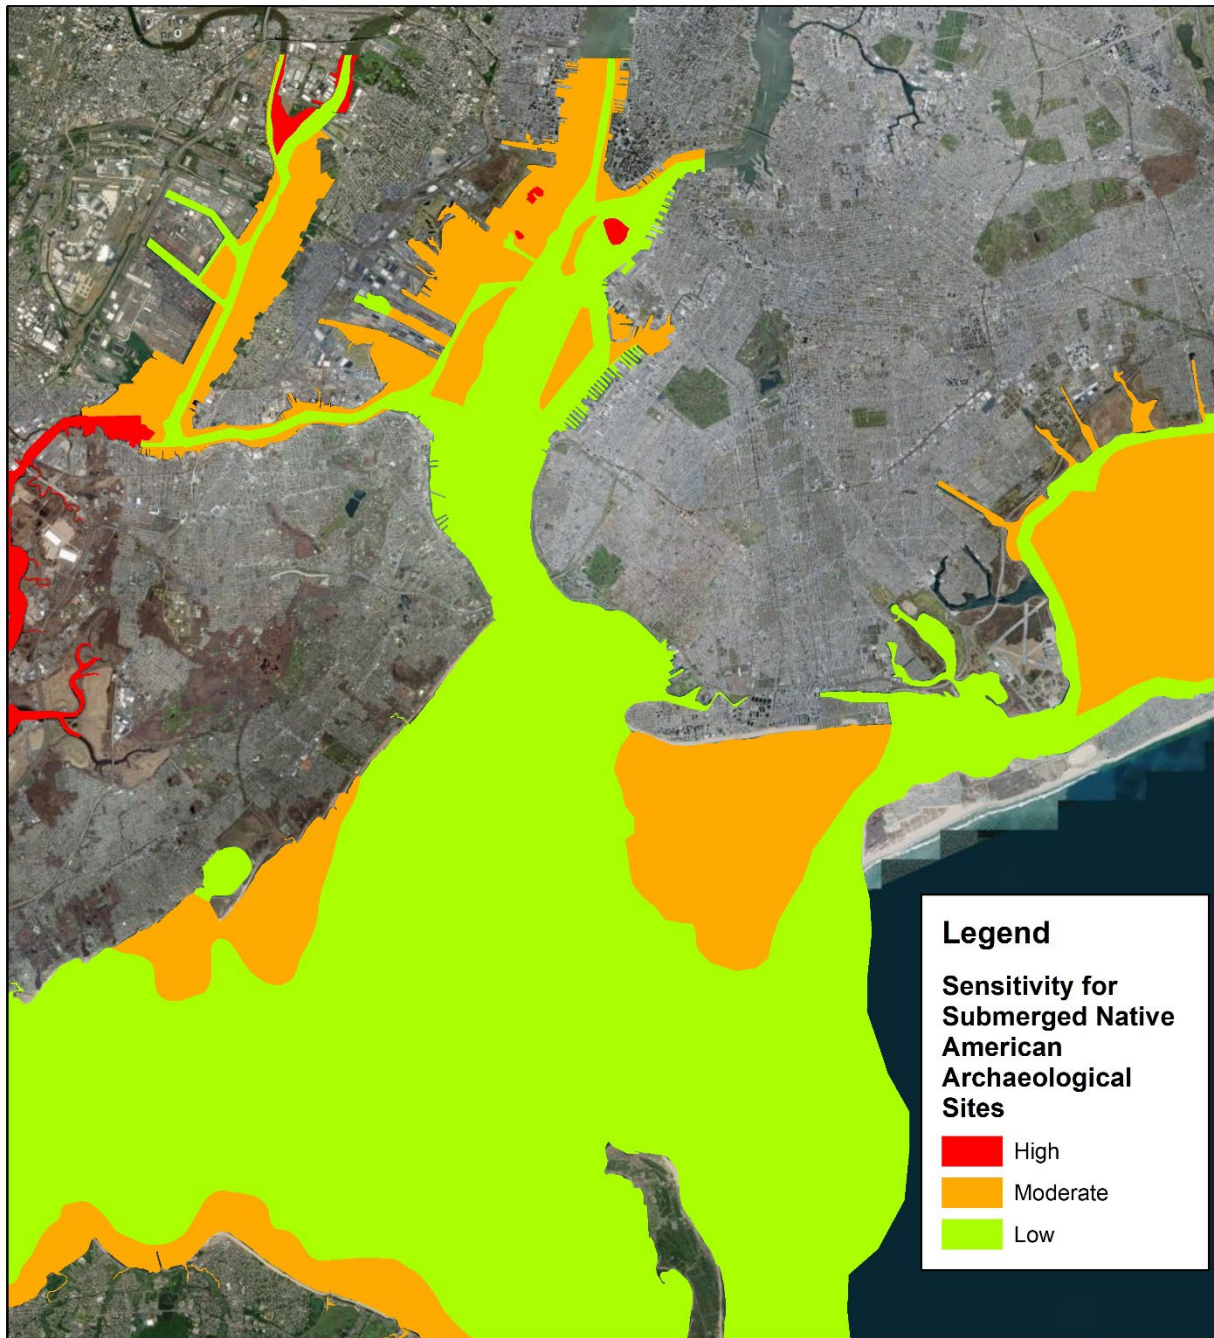 Legend
Sensitivity for
Submerged Native
American
Archaeological
Sites
High
Moderate
Low